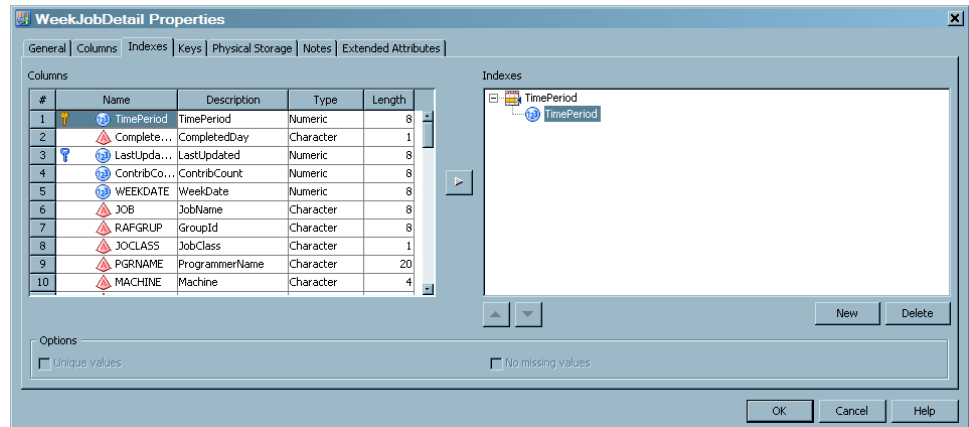 WeekJobDetail Properties
General Columns Indexes Keys Physical Storage Notes Extended Attributes
Columns Indexes
# Name Description Type Length
1 TimePeriod TimePeriod Numeric 8
2 Complete... CompletedDay Character 1
3 LastUpda... LastUpdated Numeric 8
4 ContribCo... ContribCount Numeric 8
5 WEEKDATE WeekDate Numeric 8
6 JOB JobName Character 8
7 RAFGRUP GroupId Character 8
8 JOCLASS JobClass Character 1
9 PGRNAME ProgrammerName Character 20
10 MACHINE Machine Character 4
TimePeriod
TimePeriod
New Delete
Options
Unique values No missing values
OK Cancel Help